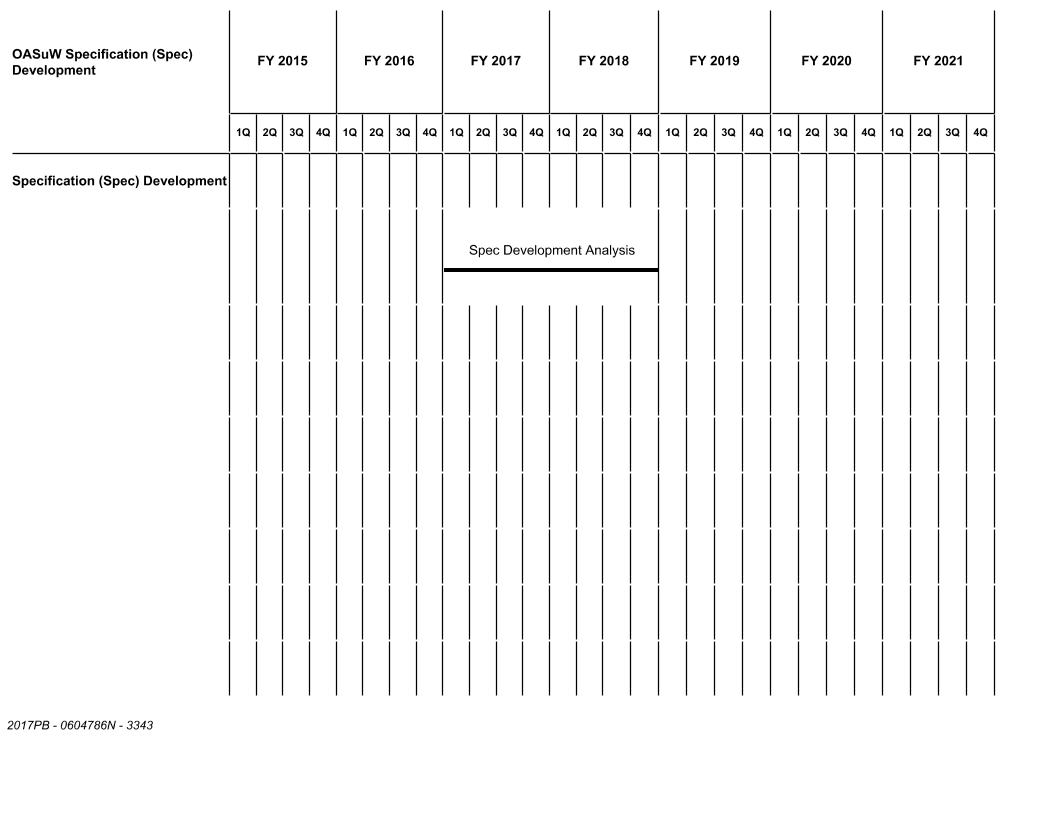 OASuW Specification (Spec)
Development
FY 2015 FY 2016 FY 2017 FY 2018 FY 2019 FY 2020 FY 2021
1Q 2Q 3Q 4Q 1Q 2Q 3Q 4Q 1Q 2Q 3Q 4Q 1Q 2Q 3Q 4Q 1Q 2Q 3Q 4Q 1Q 2Q 3Q 4Q 1Q 2Q 3Q 4Q
Specification (Spec) Development
Spec Development Analysis
2017PB - 0604786N - 3343